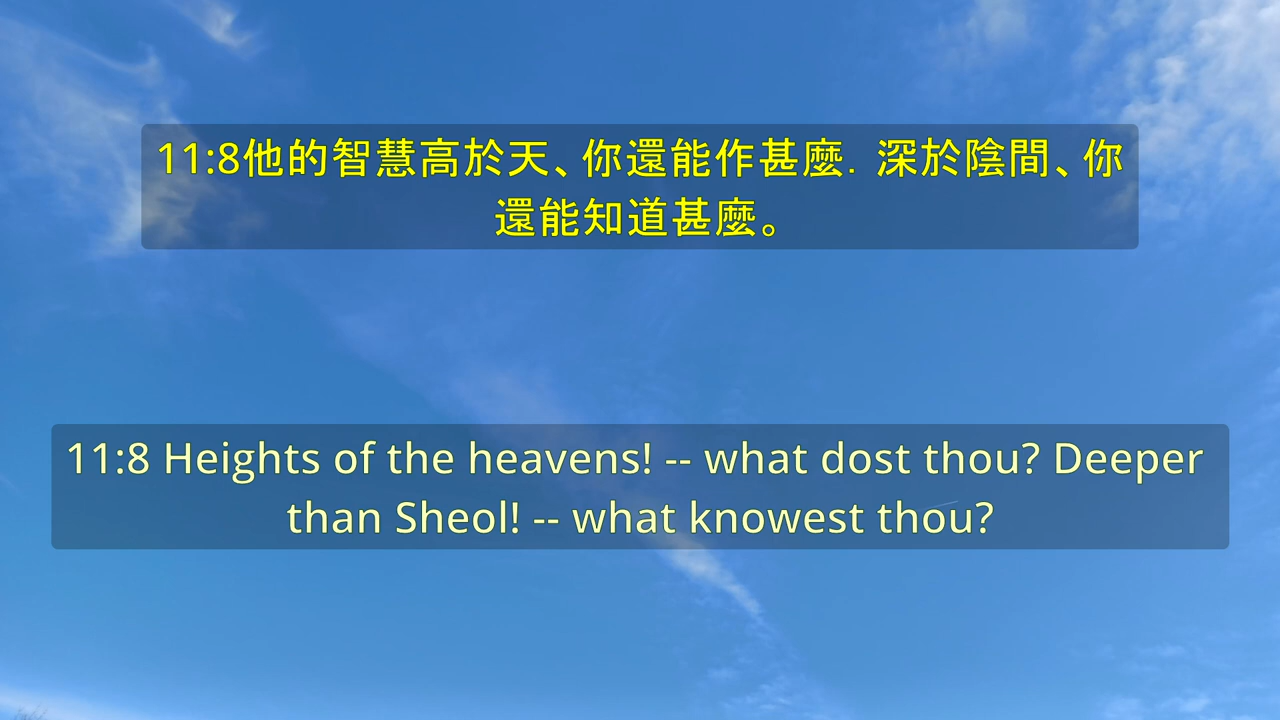 11:8他的智慧高於天、你還能作甚麼．深於陰間、你
還能知道甚麼。
11:8 Heights of the heavens! -- what dost thou? Deeper
than Sheol! -- what knowest thou?